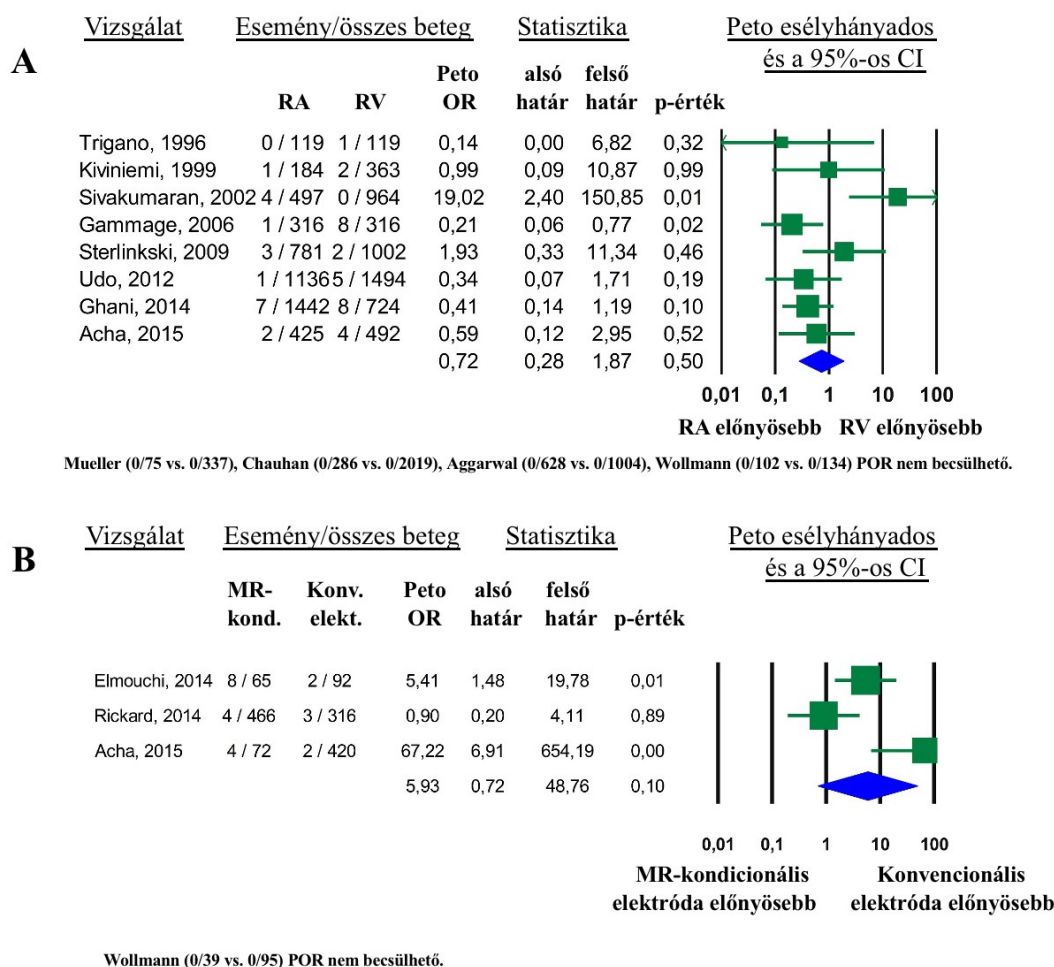 A
Vizsgálat Esemény/összes beteg Statisztika Peto esélyhányados
és a 95%-os CI
Peto alsó felső
RA RV OR határ határ p-érték
Trigano, 1996 0 / 119 1 / 119 0,14 0,00 6,82 0,32
Kiviniemi, 1999 1 / 184 2 / 363 0,99 0,09 10,87 0,99
Sivakumaran, 2002 4 / 497 0 / 964 19,02 2,40 150,85 0,01
Gammage, 2006 1 / 316 8 / 316 0,21 0,06 0,77 0,02
Sterlinkski, 2009 3 / 781 2 / 1002 1,93 0,33 11,34 0,46
Udo, 2012 1 / 1136 5 / 1494 0,34 0,07 1,71 0,19
Ghani, 2014 7 / 1442 8 / 724 0,41 0,14 1,19 0,10
Acha, 2015 2 / 425 4 / 492 0,59 0,12 2,95 0,52
0,72 0,28 1,87 0,50
0,01 0,1 1 10 100
RA előnyösebb RV előnyösebb
Mueller (0/75 vs. 0/337), Chauhan (0/286 vs. 0/2019), Aggarwal (0/628 vs. 0/1004), Wollmann (0/102 vs. 0/134) POR nem becsülhető.
B
Vizsgálat Esemény/összes beteg Statisztika Peto esélyhányados
és a 95%-os CI
MR- Konv. Peto alsó felső
kond. elekt. OR határ határ p-érték
Elmouchi, 2014 8 / 65 2 / 92 5,41 1,48 19,78 0,01
Rickard, 2014 4 / 466 3 / 316 0,90 0,20 4,11 0,89
Acha, 2015 4 / 72 2 / 420 67,22 6,91 654,19 0,00
5,93 0,72 48,76 0,10
0,01 0,1 1 10 100
MR-kondicionális Konvencionális
elektróda előnyösebb elektróda előnyösebb
Wollmann (0/39 vs. 0/95) POR nem becsülhető.